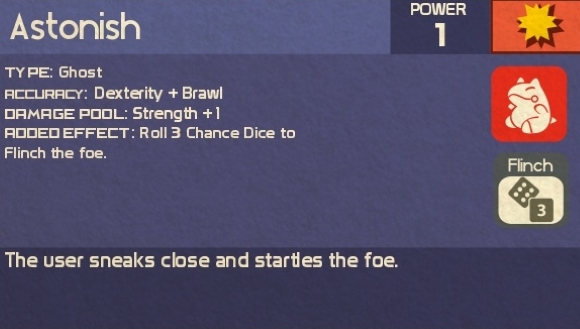 Astonish
POWER
1
TYPE: Ghost
ACCURACY: Dexterity + Brawl
DAMAGE POOL: Strength +1
ADDED EFFECT: Roll 3 Chance Dice to
Flinch the foe.
Flinch
3
The user sneaks close and startles the foe.